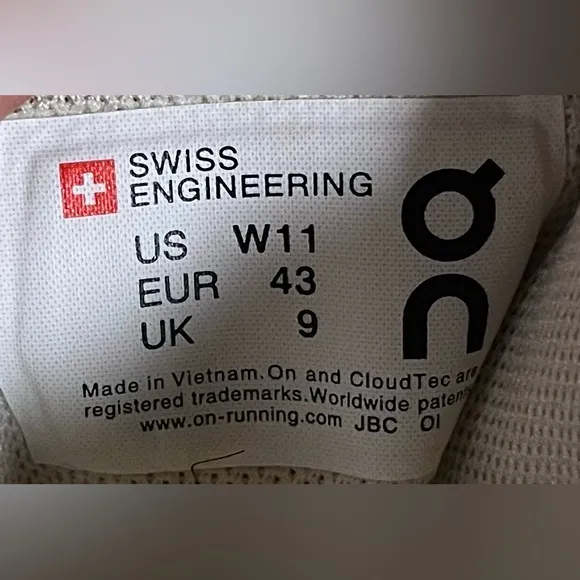 SWISS
ENGINEERING
US W11
EUR 43
UK 9
Made in Vietnam. On and CloudTec are
registered trademarks. Worldwide
www.on-running.com JBC OI
On